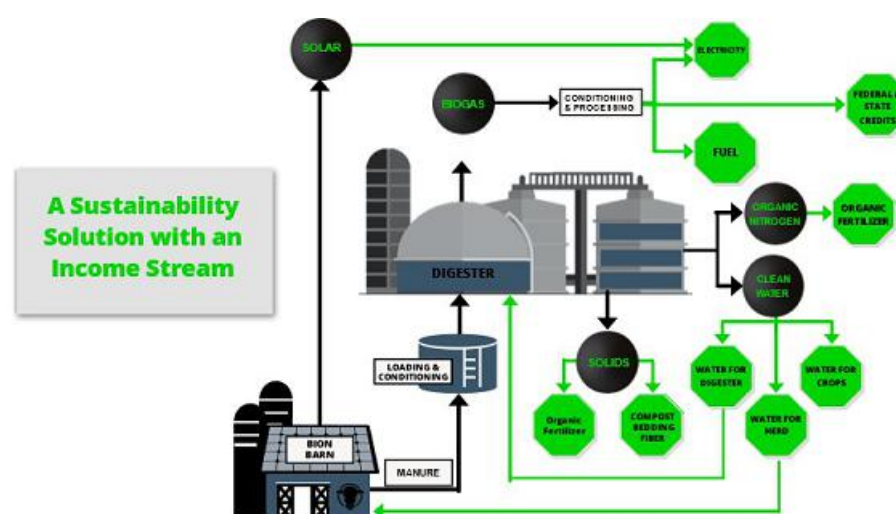 SOLAR
ELECTRICITY
BIOGAS
CONDITIONING
& PROCESSING
FEDERAL &
STATE
CREDITS
FUEL
A Sustainability
Solution with an
Income Stream
ORGANIC
NITROGEN
ORGANIC
FERTILIZER
DIGESTER
CLEAN
WATER
LOADING &
CONDITIONING
SOLIDS
WATER FOR
DIGESTER
WATER FOR
CROPS
Organic
Fertilizer
COMPOST
BEDDING
FIBER
WATER FOR
HERD
BION
BARN
MANURE